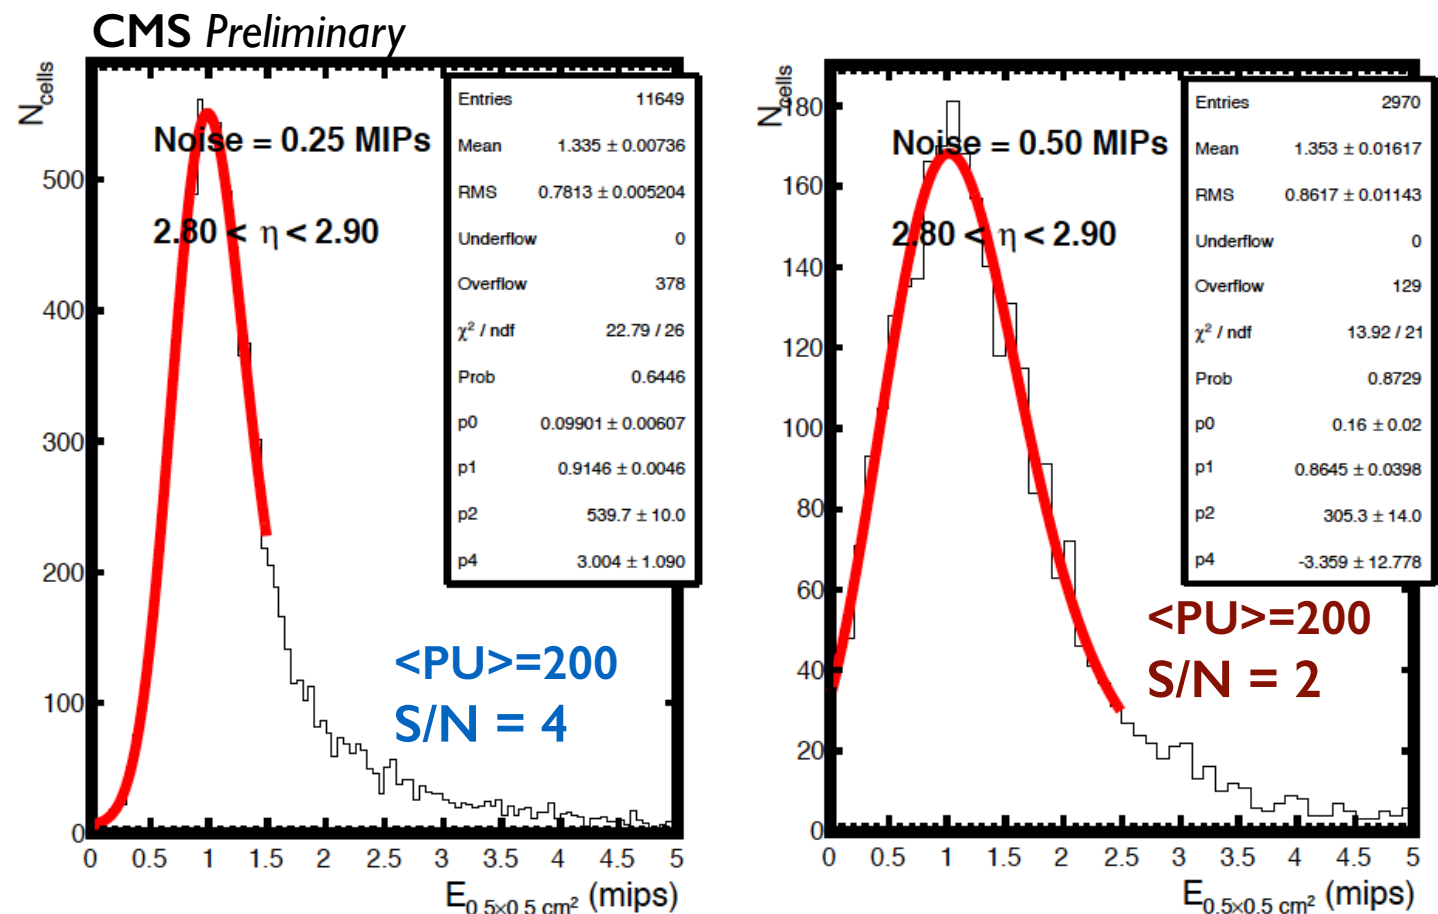 CMS Preliminary
N_cells
Noise = 0.25 MIPs
2.80 < η < 2.90
Entries 11649
Mean 1.335 ± 0.00736
RMS 0.7813 ± 0.005204
Underflow 0
Overflow 378
χ² / ndf 22.79 / 26
Prob 0.6446
p0 0.09901 ± 0.00607
p1 0.9146 ± 0.0046
p2 539.7 ± 10.0
p4 3.004 ± 1.090
<PU>=200
S/N = 4
500
400
300
200
100
0
0 0.5 1 1.5 2 2.5 3 3.5 4 4.5 5
E_0.5×0.5 cm² (mips)
N_cells
Noise = 0.50 MIPs
2.80 < η < 2.90
Entries 2970
Mean 1.353 ± 0.01617
RMS 0.8617 ± 0.01143
Underflow 0
Overflow 129
χ² / ndf 13.92 / 21
Prob 0.8729
p0 0.16 ± 0.02
p1 0.8645 ± 0.0398
p2 305.3 ± 14.0
p4 -3.359 ± 12.778
<PU>=200
S/N = 2
180
160
140
120
100
80
60
40
20
0
0 0.5 1 1.5 2 2.5 3 3.5 4 4.5 5
E_0.5×0.5 cm² (mips)